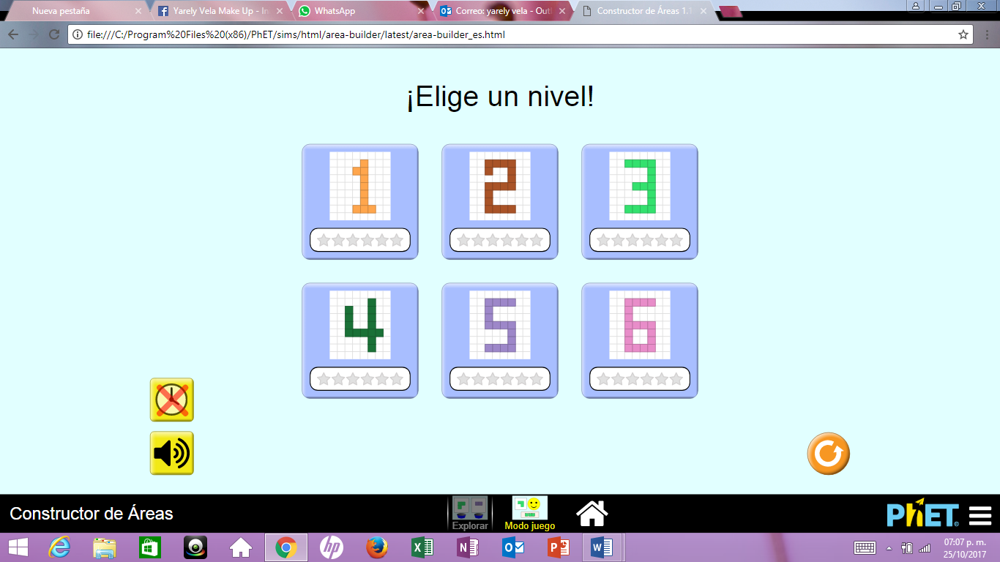 Nueva pestaña
Yarely Vela Make Up - In
WhatsApp
Correo: yarely vela - Outl
Constructor de Áreas 1.1
file:///C:/Program%20Files%20(x86)/PhET/sims/html/area-builder/latest/area-builder_es.html
¡Elige un nivel!
1 2 3
4 5 6
Constructor de Áreas
Explorar
Modo juego
PhET
07:07 p. m.
25/10/2017